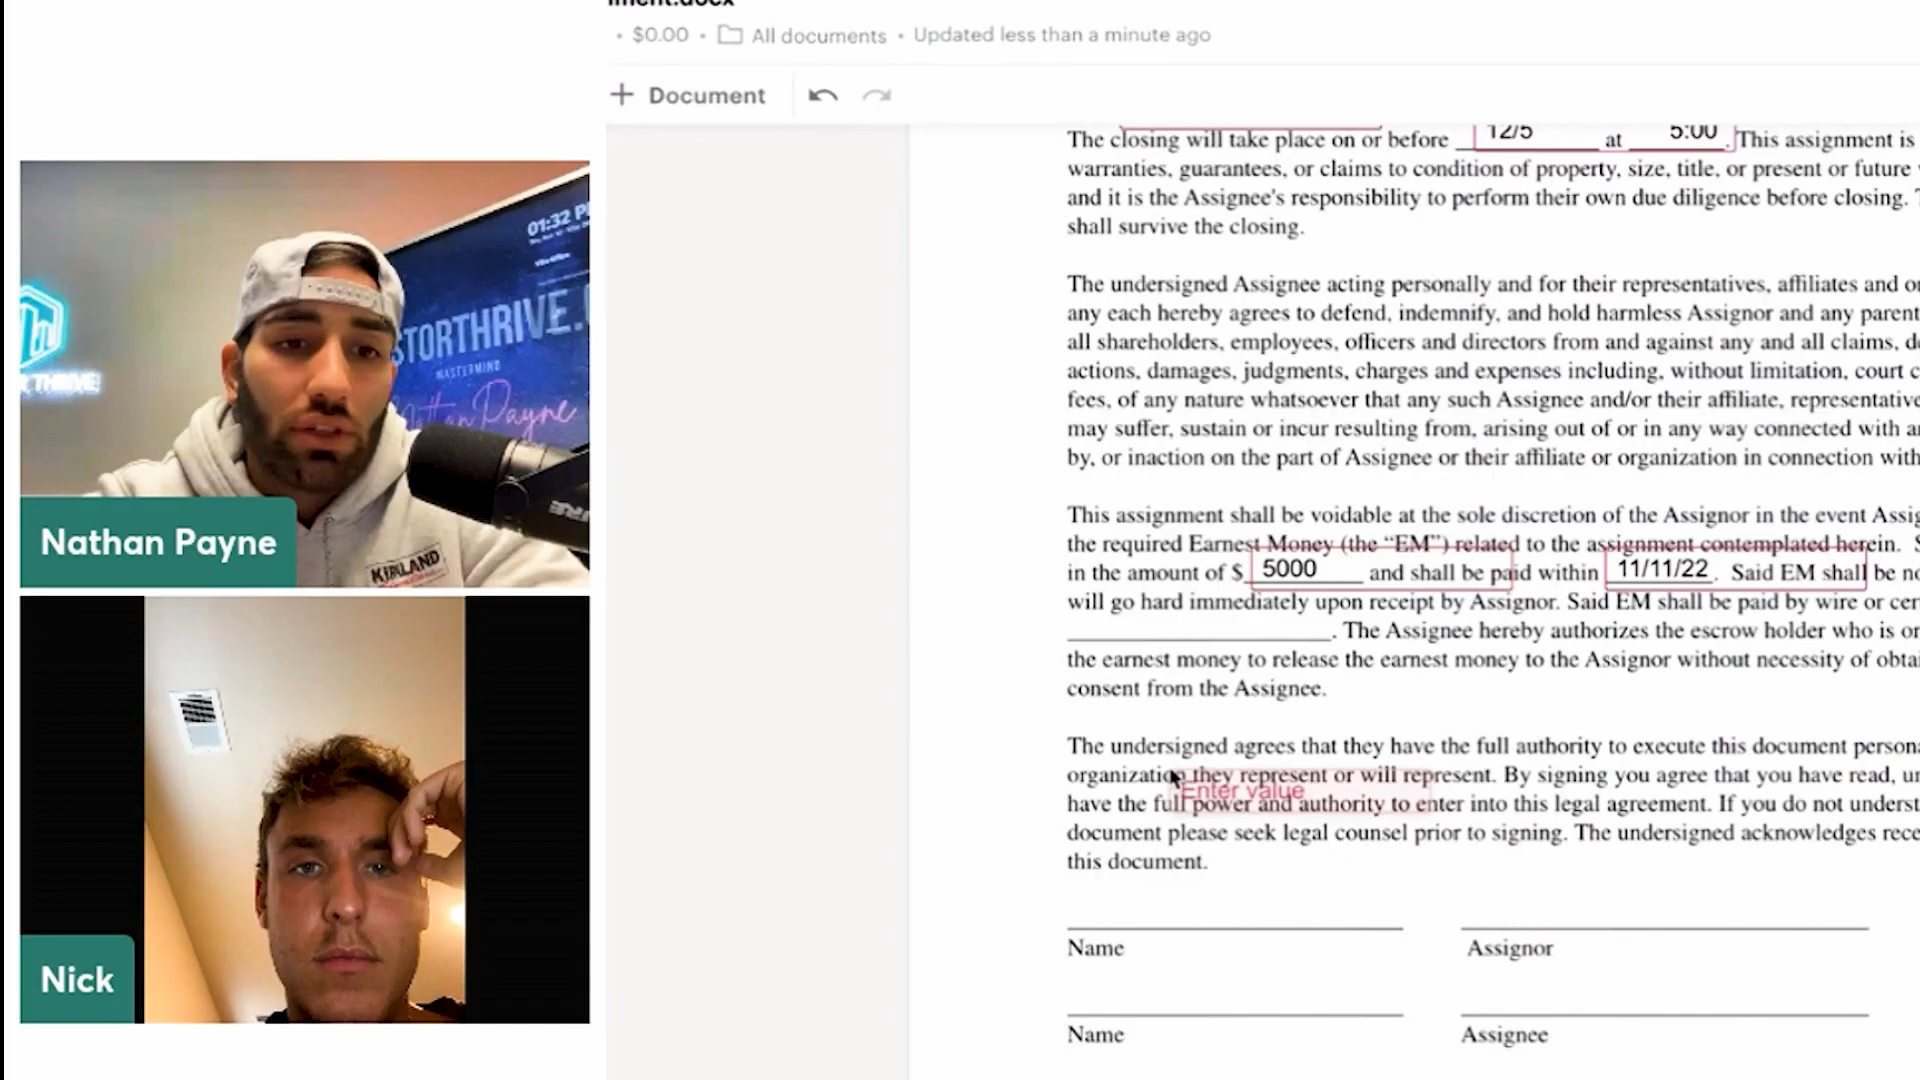 ment.docx
• $0.00 • All documents • Updated less than a minute ago
+ Document
The closing will take place on or before 12/5 at 5:00 . This assignment is
warranties, guarantees, or claims to condition of property, size, title, or present or future
and it is the Assignee's responsibility to perform their own due diligence before closing.
shall survive the closing.
The undersigned Assignee acting personally and for their representatives, affiliates and
any each hereby agrees to defend, indemnify, and hold harmless Assignor and any parent
all shareholders, employees, officers and directors from and against any and all claims,
actions, damages, judgments, charges and expenses including, without limitation, court
fees, of any nature whatsoever that any such Assignee and/or their affiliate, representative
may suffer, sustain or incur resulting from, arising out of or in any way connected with
by, or inaction on the part of Assignee or their affiliate or organization in connection with
This assignment shall be voidable at the sole discretion of the Assignor in the event
the required Earnest Money (the “EM”) related to the assignment contemplated herein.
in the amount of $ 5000 and shall be paid within 11/11/22 . Said EM shall be
will go hard immediately upon receipt by Assignor. Said EM shall be paid by wire or
. The Assignee hereby authorizes the escrow holder who is
the earnest money to release the earnest money to the Assignor without necessity of
consent from the Assignee.
The undersigned agrees that they have the full authority to execute this document
organization they represent or will represent. By signing you agree that you have read,
Enter value
have the full power and authority to enter into this legal agreement. If you do not
document please seek legal counsel prior to signing. The undersigned acknowledges
this document.
Name Assignor
Name Assignee
01:32
STORTHRIVE.
MASTERMIND
Nathan Payne
THRIVE
KIRKLAND
Nathan Payne
Nick